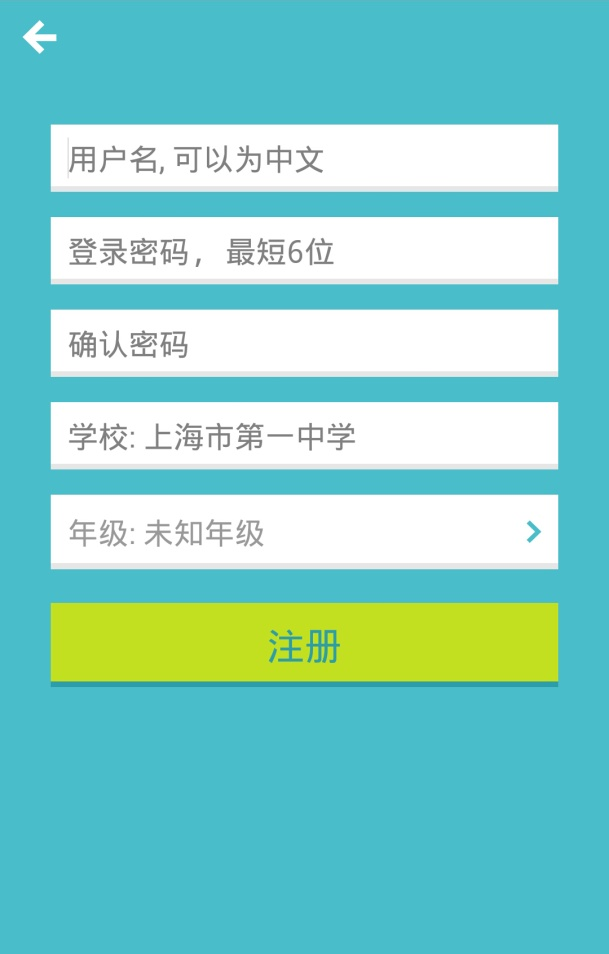 用户名, 可以为中文
登录密码， 最短6位
确认密码
学校: 上海市第一中学
年级: 未知年级
注册